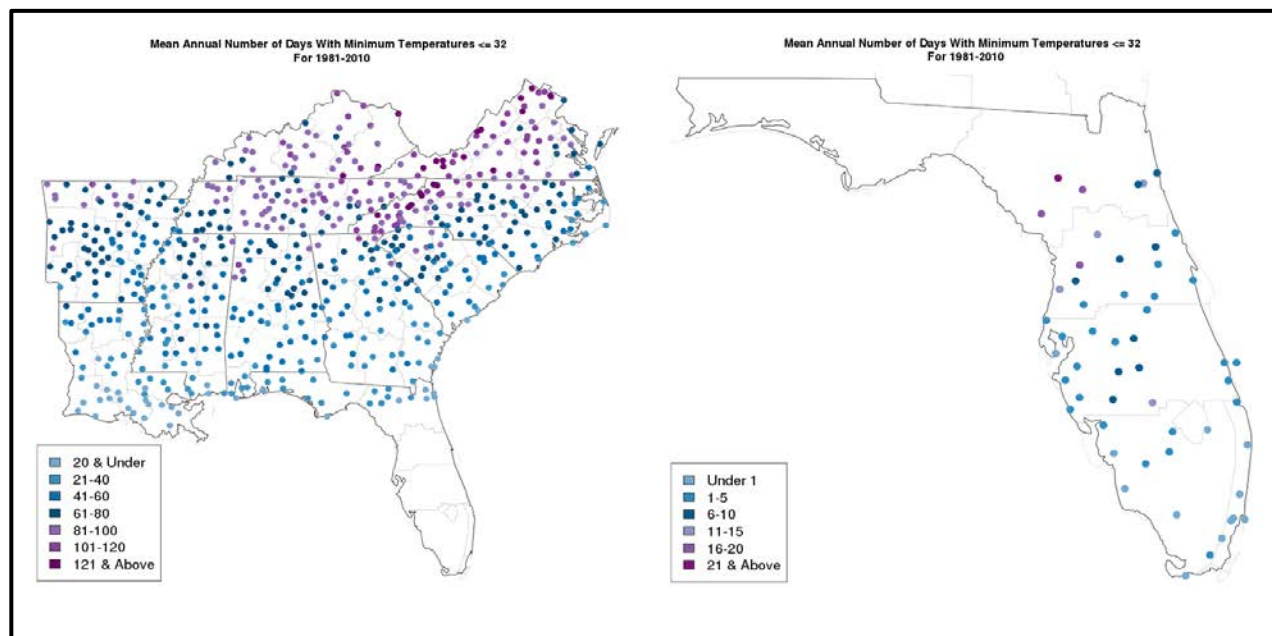 Mean Annual Number of Days With Minimum Temperatures <= 32
For 1981-2010
20 & Under
21-40
41-60
61-80
81-100
101-120
121 & Above
Mean Annual Number of Days With Minimum Temperatures <= 32
For 1981-2010
Under 1
1-5
6-10
11-15
16-20
21 & Above